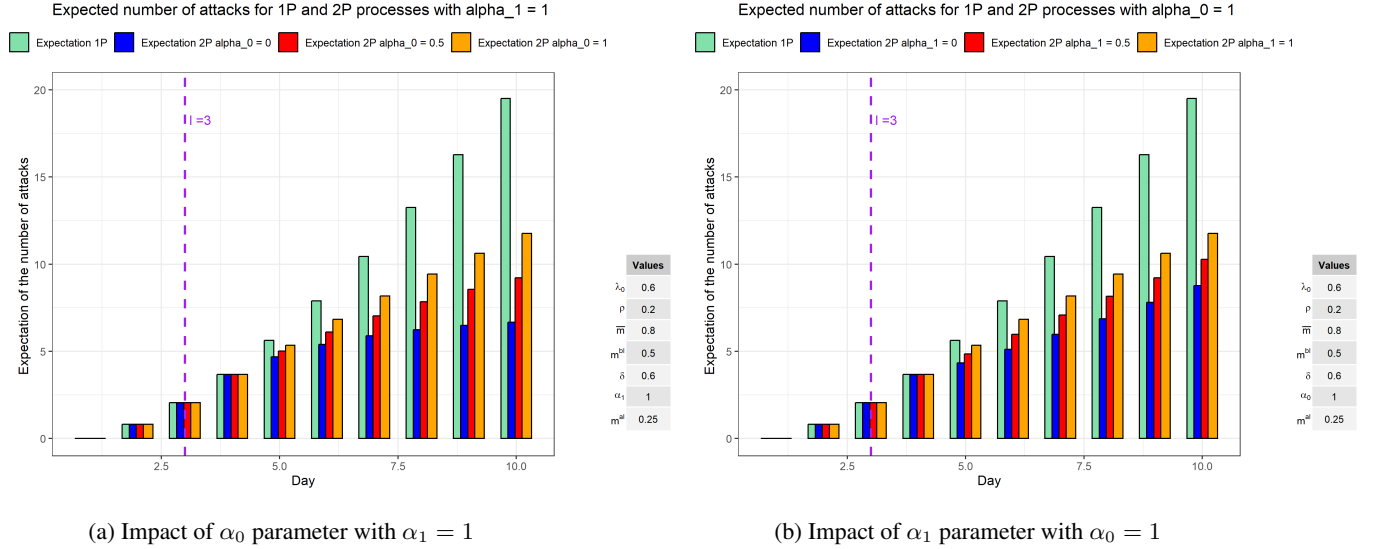 Expected number of attacks for 1P and 2P processes with alpha_1 = 1
Expectation 1P Expectation 2P alpha_0 = 0 Expectation 2P alpha_0 = 0.5 Expectation 2P alpha_0 = 1
Expectation of the number of attacks
20
15
10
5
0
l =3
2.5 5.0 7.5 10.0
Day
Values
λ₀ 0.6
ρ 0.2
m̅ 0.8
mᵇˡ 0.5
δ 0.6
α₁ 1
mᵃˡ 0.25
(a) Impact of α₀ parameter with α₁ = 1
Expected number of attacks for 1P and 2P processes with alpha_0 = 1
Expectation 1P Expectation 2P alpha_1 = 0 Expectation 2P alpha_1 = 0.5 Expectation 2P alpha_1 = 1
Expectation of the number of attacks
20
15
10
5
0
l =3
2.5 5.0 7.5 10.0
Day
Values
λ₀ 0.6
ρ 0.2
m̅ 0.8
mᵇˡ 0.5
δ 0.6
α₀ 1
mᵃˡ 0.25
(b) Impact of α₁ parameter with α₀ = 1